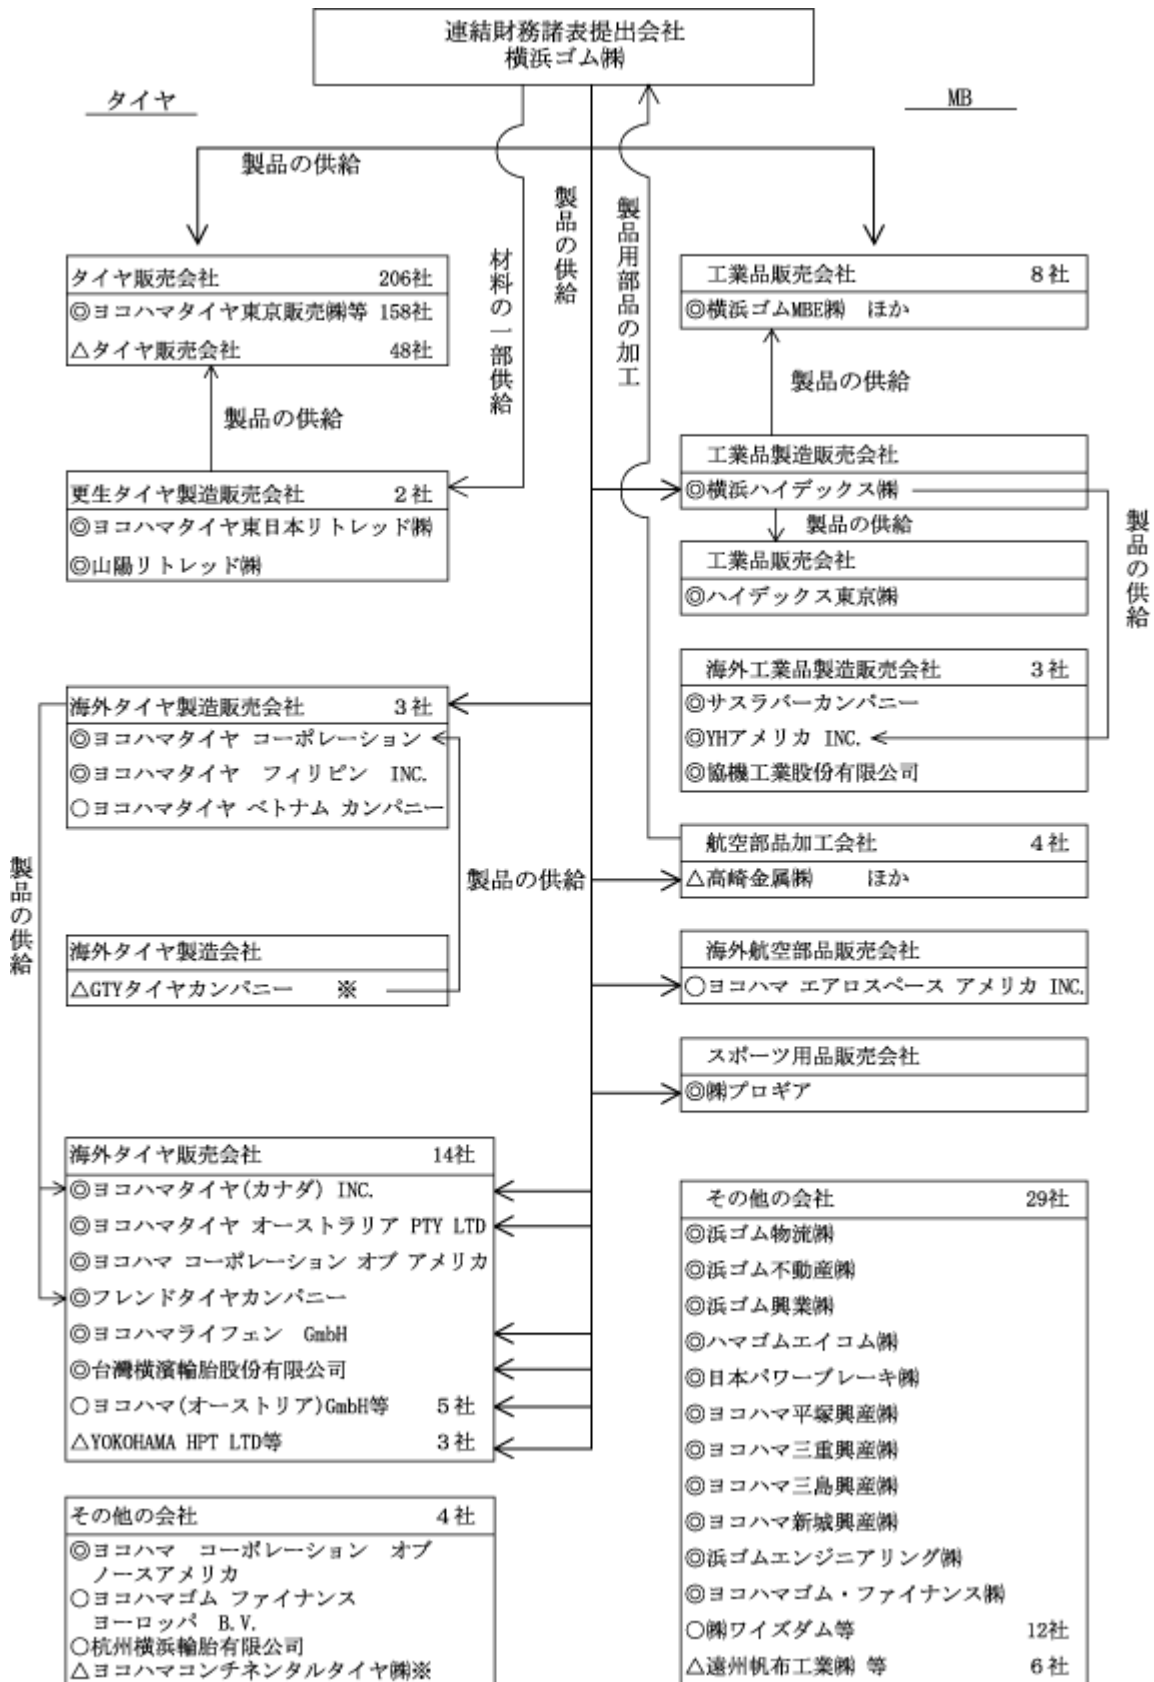 連結財務諸表提出会社
横浜ゴム㈱
タイヤ
MB
製品の供給
製品の供給
製品用部品の加工
材料の一部供給
タイヤ販売会社 206社
◎ヨコハマタイヤ東京販売㈱等 158社
△タイヤ販売会社 48社
製品の供給
更生タイヤ製造販売会社 2社
◎ヨコハマタイヤ東日本リトレッド㈱
◎山陽リトレッド㈱
海外タイヤ製造販売会社 3社
◎ヨコハマタイヤ コーポレーション
◎ヨコハマタイヤ フィリピン INC.
○ヨコハマタイヤ ベトナム カンパニー
製品の供給
製品の供給
海外タイヤ製造会社
△GTYタイヤカンパニー ※
海外タイヤ販売会社 14社
◎ヨコハマタイヤ(カナダ) INC.
◎ヨコハマタイヤ オーストラリア PTY LTD
◎ヨコハマ コーポレーション オブ アメリカ
◎フレンドタイヤカンパニー
◎ヨコハマライフェン GmbH
◎台灣横濱輪胎股份有限公司
○ヨコハマ(オーストリア)GmbH等 5社
△YOKOHAMA HPT LTD等 3社
その他の会社 4社
◎ヨコハマ コーポレーション オブ
ノースアメリカ
○ヨコハマゴム ファイナンス
ヨーロッパ B.V.
○杭州横浜輪胎有限公司
△ヨコハマコンチネンタルタイヤ㈱※
工業品販売会社 8社
◎横浜ゴムMBE㈱ ほか
製品の供給
工業品製造販売会社
◎横浜ハイデックス㈱
製品の供給
工業品販売会社
◎ハイデックス東京㈱
製品の供給
海外工業品製造販売会社 3社
◎サスラバーカンパニー
◎YHアメリカ INC.
◎協機工業股份有限公司
航空部品加工会社 4社
△高崎金属㈱ ほか
海外航空部品販売会社
○ヨコハマ エアロスペース アメリカ INC.
スポーツ用品販売会社
◎㈱プロギア
その他の会社 29社
◎浜ゴム物流㈱
◎浜ゴム不動産㈱
◎浜ゴム興業㈱
◎ハマゴムエイコム㈱
◎日本パワーブレーキ㈱
◎ヨコハマ平塚興産㈱
◎ヨコハマ三重興産㈱
◎ヨコハマ三島興産㈱
◎ヨコハマ新城興産㈱
◎浜ゴムエンジニアリング㈱
◎ヨコハマゴム・ファイナンス㈱
○㈱ワイズダム等 12社
△遠州帆布工業㈱ 等 6社